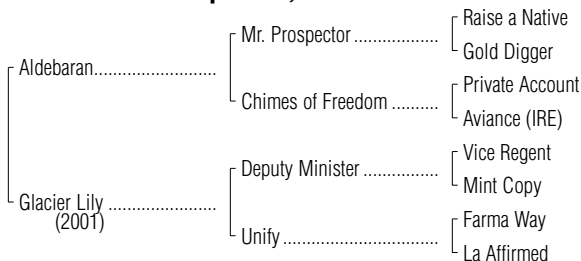 Raise a Native
Mr. Prospector ..................
Gold Digger
Aldebaran..........................
Private Account
Chimes of Freedom ..........
Aviance (IRE)
Vice Regent
Deputy Minister ................
Mint Copy
Glacier Lily .......................
(2001)
Farma Way
Unify.................................
La Affirmed